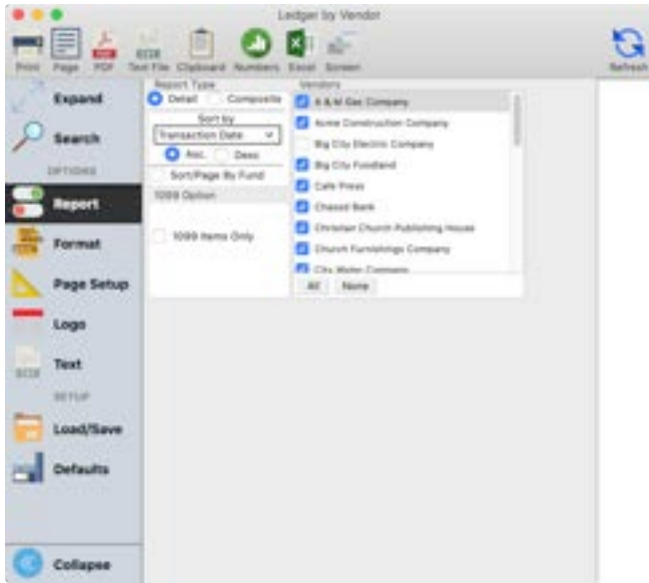 Ledger by Vendor
Print Page PDF Text File Clipboard Numbers Excel Screen Refresh
Expand
Search
OPTIONS
Report
Format
Page Setup
Logo
Text
SETUP
Load/Save
Defaults
Collapse
Report Type
Detail Composite
Sort by
Transaction Date
Asc. Desc
Sort/Page By Fund
1099 Option
1099 Items Only
Vendors
A & M Gas Company
Acme Construction Company
Big City Electric Company
Big City Foodland
Cafe Press
Chased Bank
Christian Church Publishing House
Church Furnishings Company
City Water Company
All None